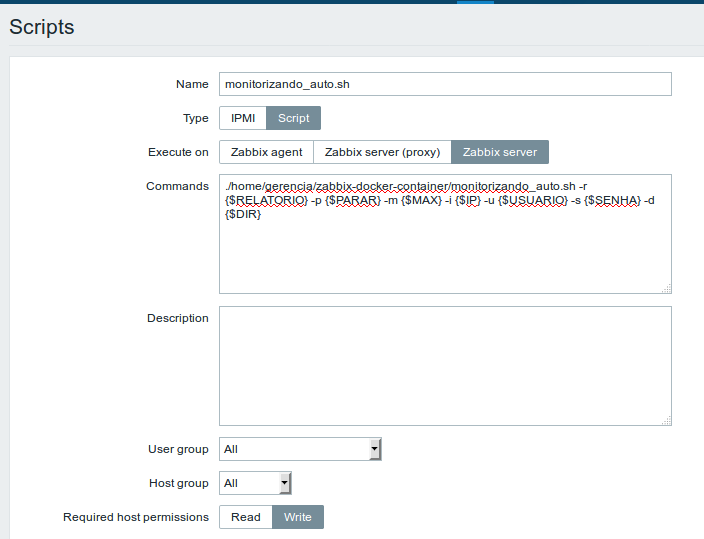 Scripts
Name monitorizando_auto.sh
Type IPMI Script
Execute on Zabbix agent Zabbix server (proxy) Zabbix server
Commands ./home/gerencia/zabbix-docker-container/monitorizando_auto.sh -r
{$RELATORIO} -p {$PARAR} -m {$MAX} -i {$IP} -u {$USUARIO} -s {$SENHA} -d
{$DIR}
Description
User group All
Host group All
Required host permissions Read Write